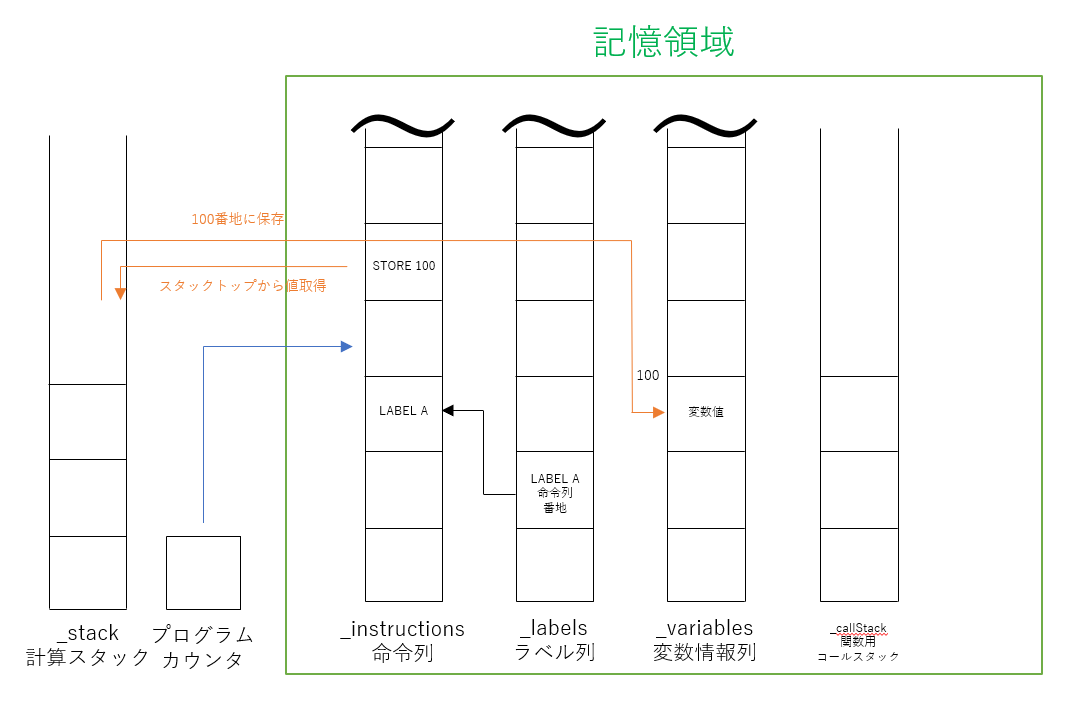 記憶領域
100番地に保存
STORE 100
スタックトップから値取得
100
LABEL A
変数値
LABEL A
命令列
番地
_stack
計算スタック
プログラム
カウンタ
_instructions
命令列
_labels
ラベル列
_variables
変数情報列
_callStack
関数用
コールスタック